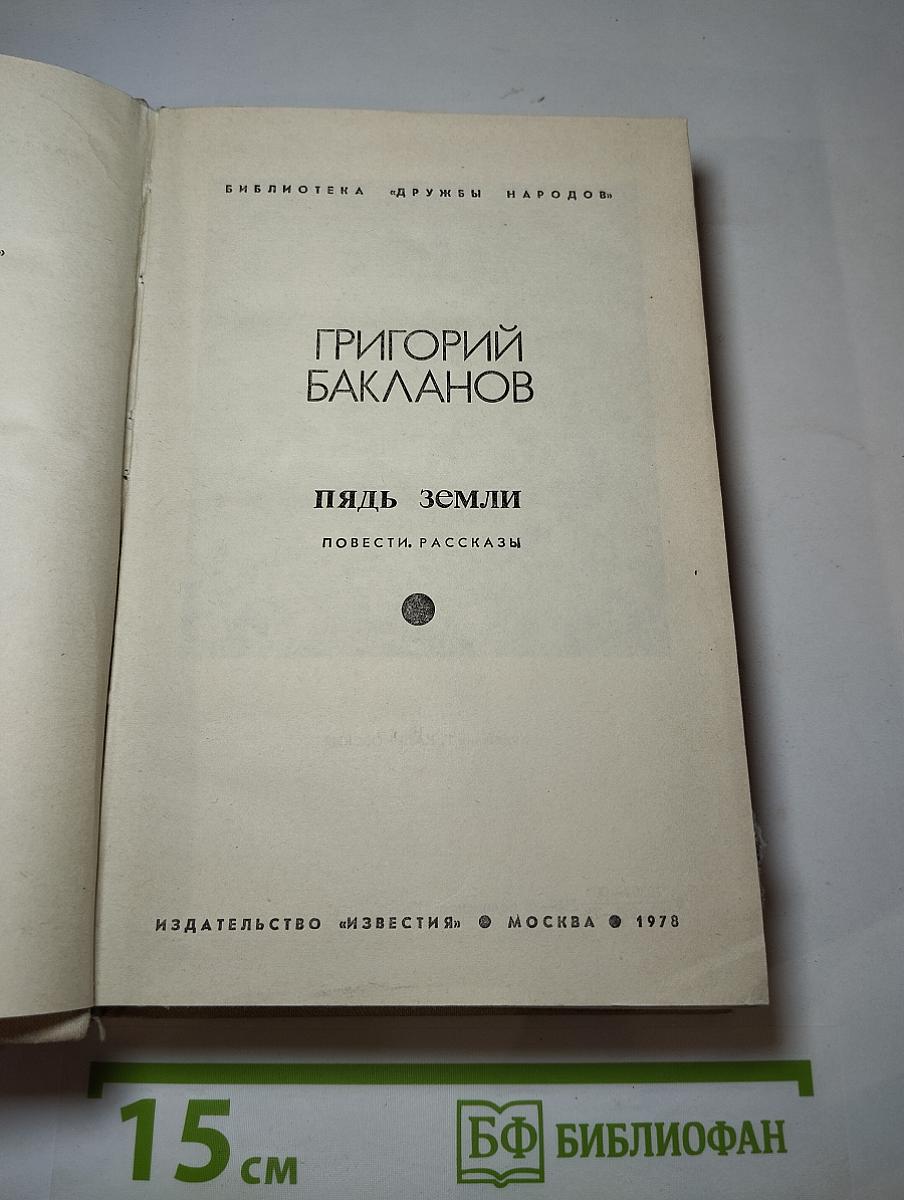 БИБЛИОТЕКА «ДРУЖБЫ НАРОДОВ»
ГРИГОРИЙ
БАКЛАНОВ
ПЯДЬ ЗЕМЛИ
ПОВЕСТИ. РАССКАЗЫ
ИЗДАТЕЛЬСТВО «ИЗВЕСТИЯ» ● МОСКВА ● 1978
15 см
БФ БИБЛИОФАН